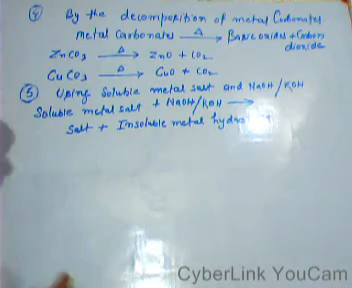 ④ By the decomposition of metal Carbonates
Metal Carbonates —Δ→ Basic oxides + Carbon
dioxide
ZnCO3 —Δ→ ZnO + CO2
CuCO3 —Δ→ CuO + CO2
⑤ Using Soluble metal salt and NaOH/KOH
Soluble metal salt + NaOH/KOH →
Salt + Insoluble metal
CyberLink YouCam